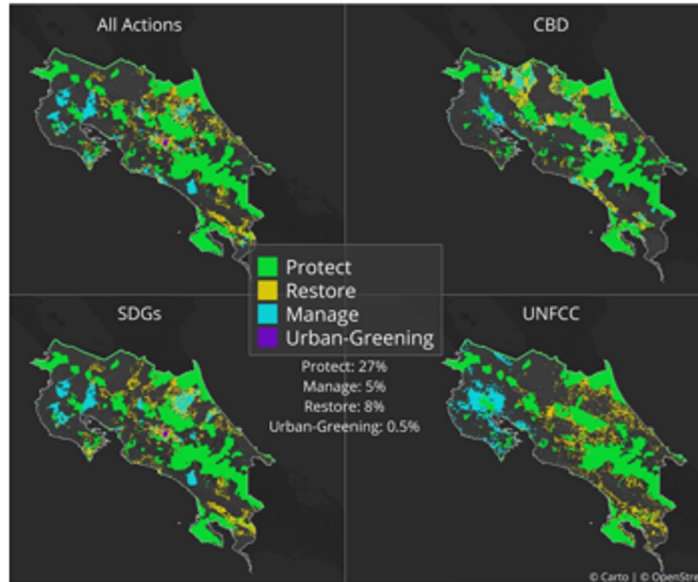 All Actions
CBD
Protect
Restore
Manage
Urban-Greening
SDGs
UNFCC
Protect: 27%
Manage: 5%
Restore: 8%
Urban-Greening: 0.5%
© Carto | © OpenStre